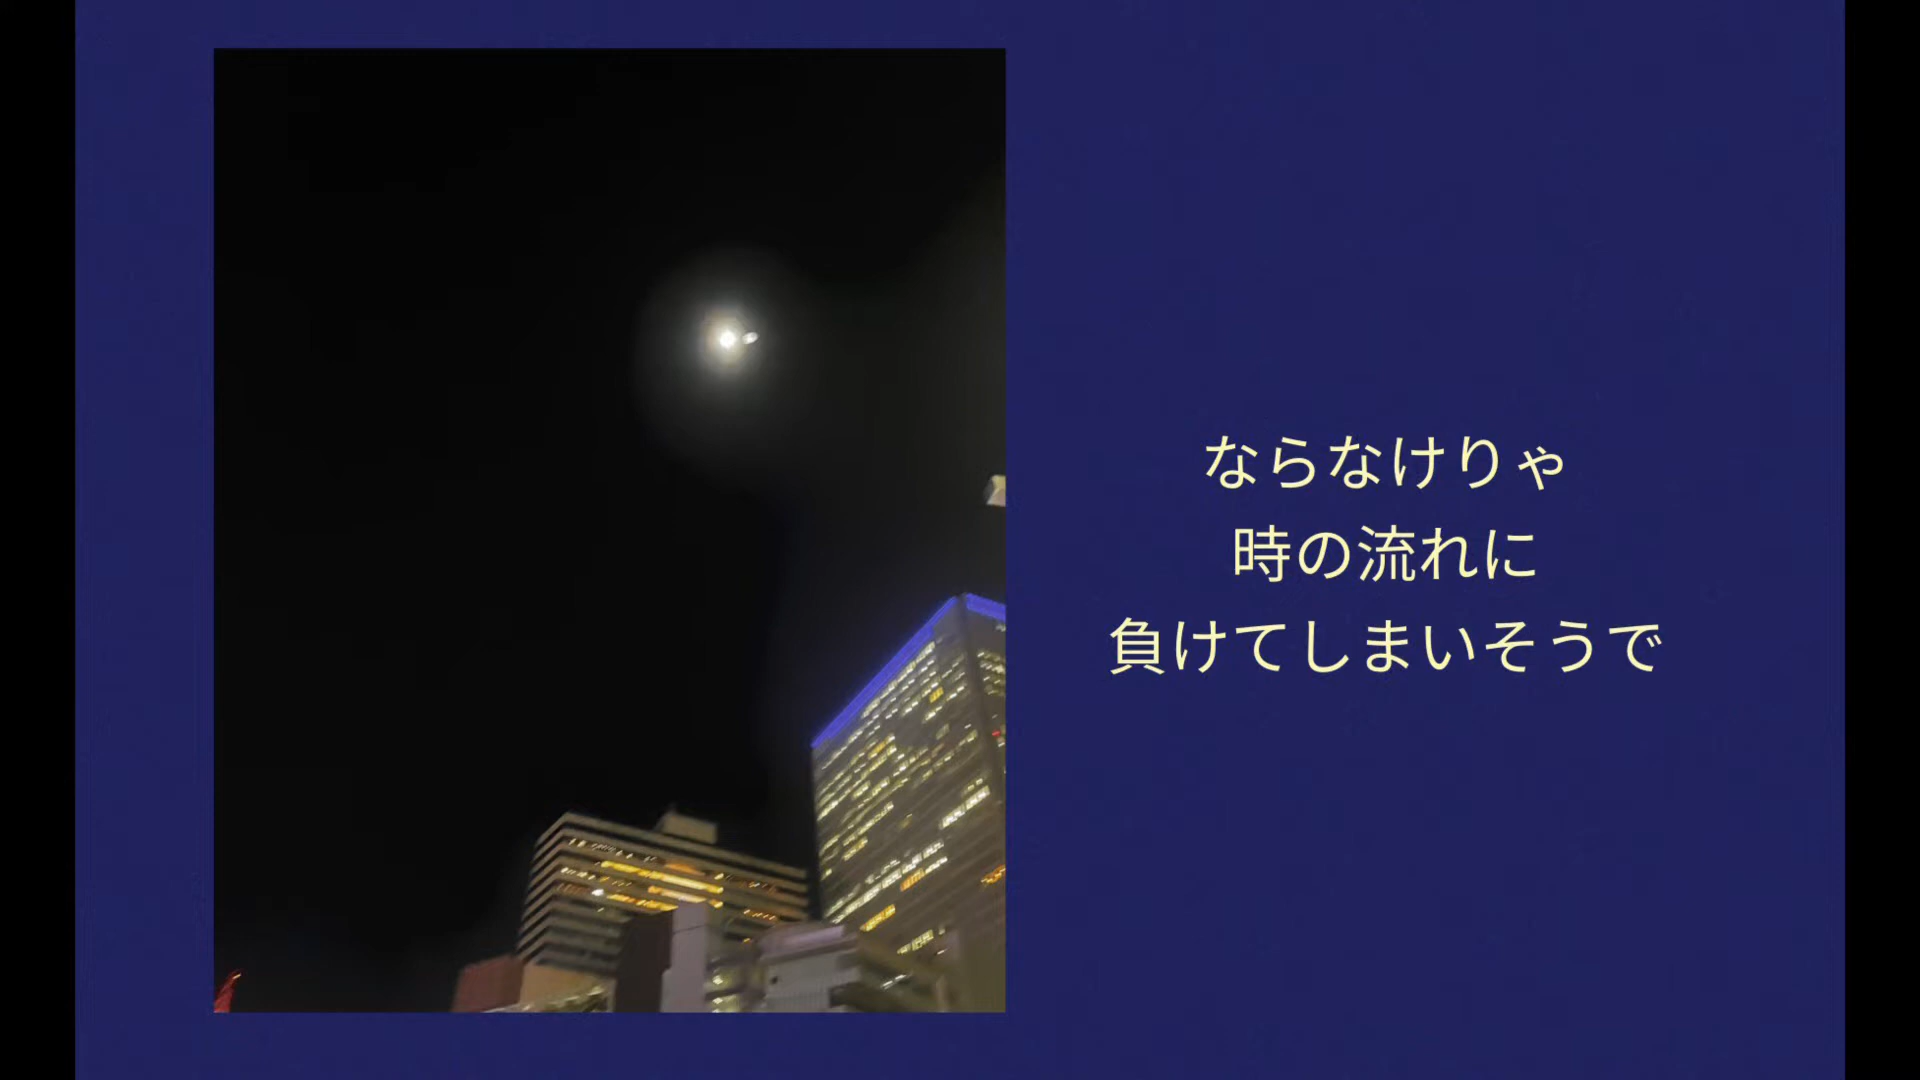 ならなけりゃ
時の流れに
負けてしまいそうで